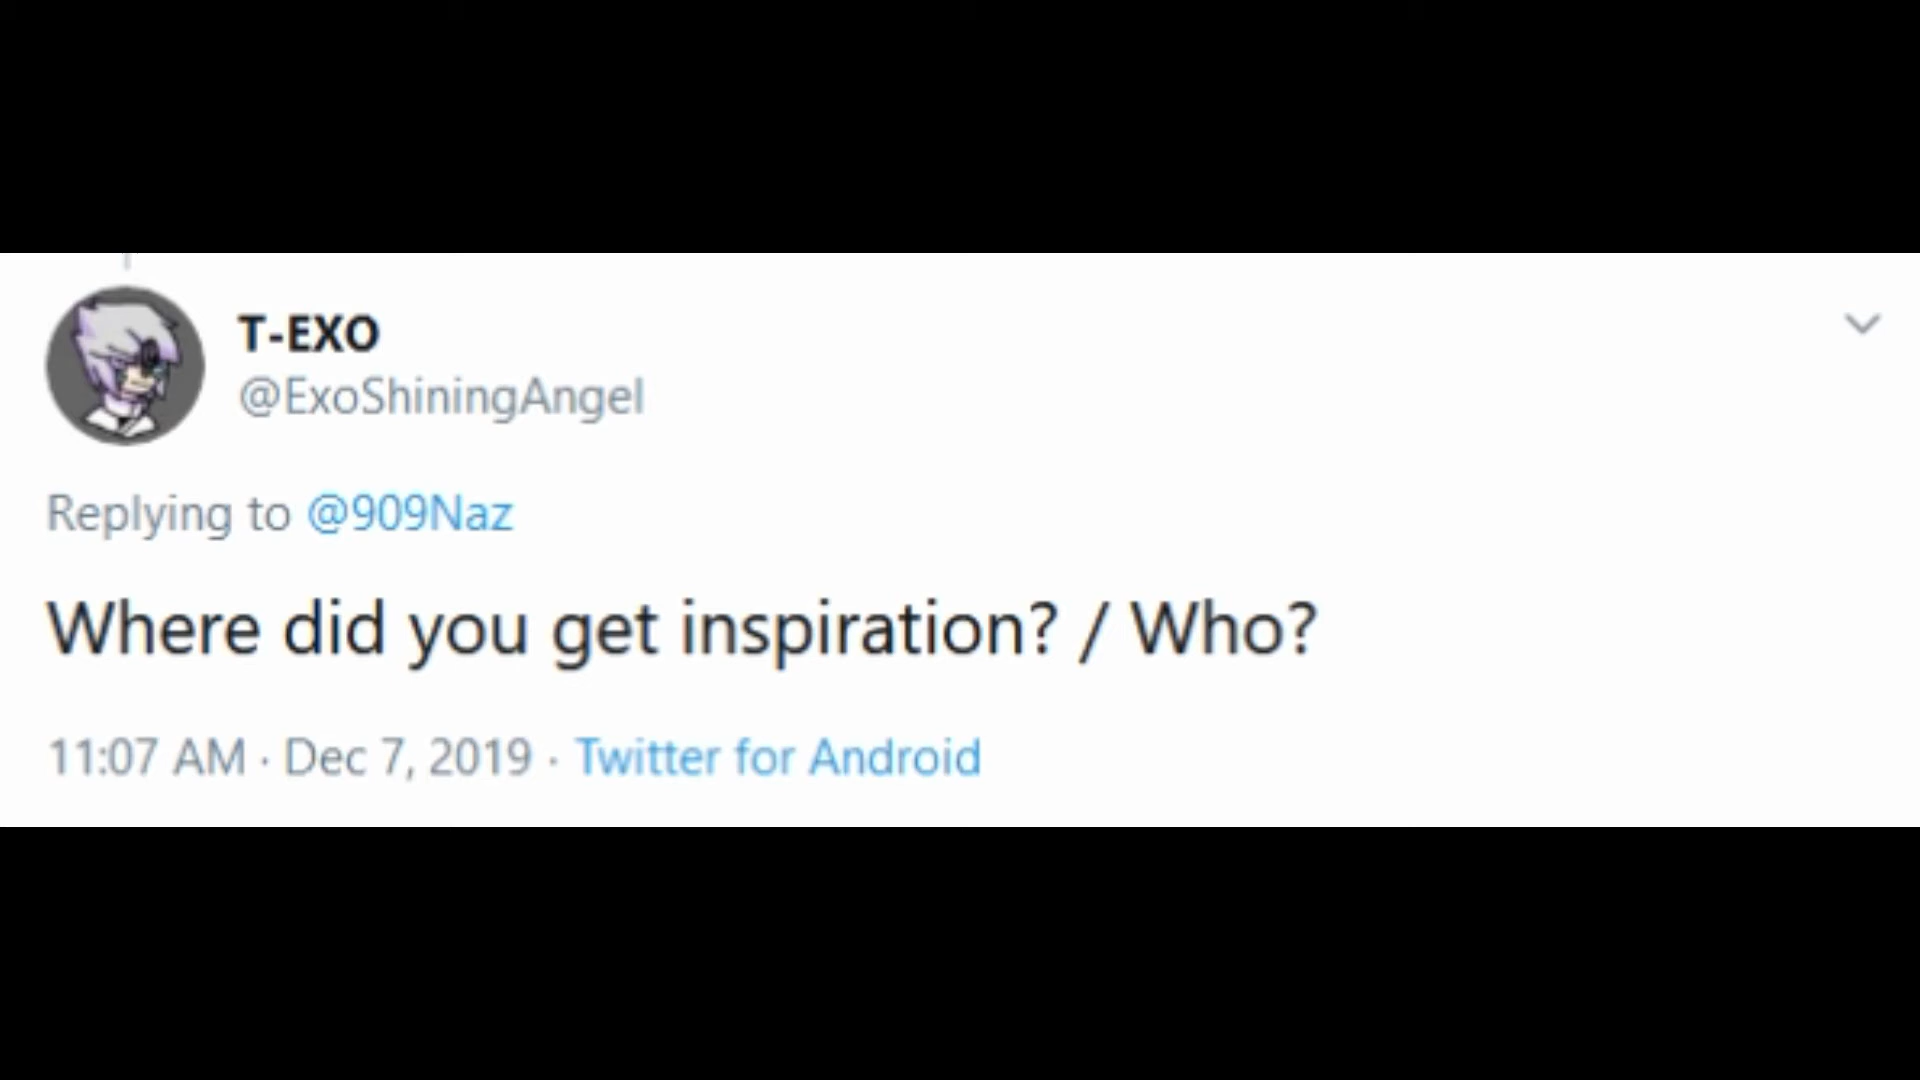 T-EXO
@ExoShiningAngel
Replying to @909Naz
Where did you get inspiration? / Who?
11:07 AM · Dec 7, 2019 · Twitter for Android